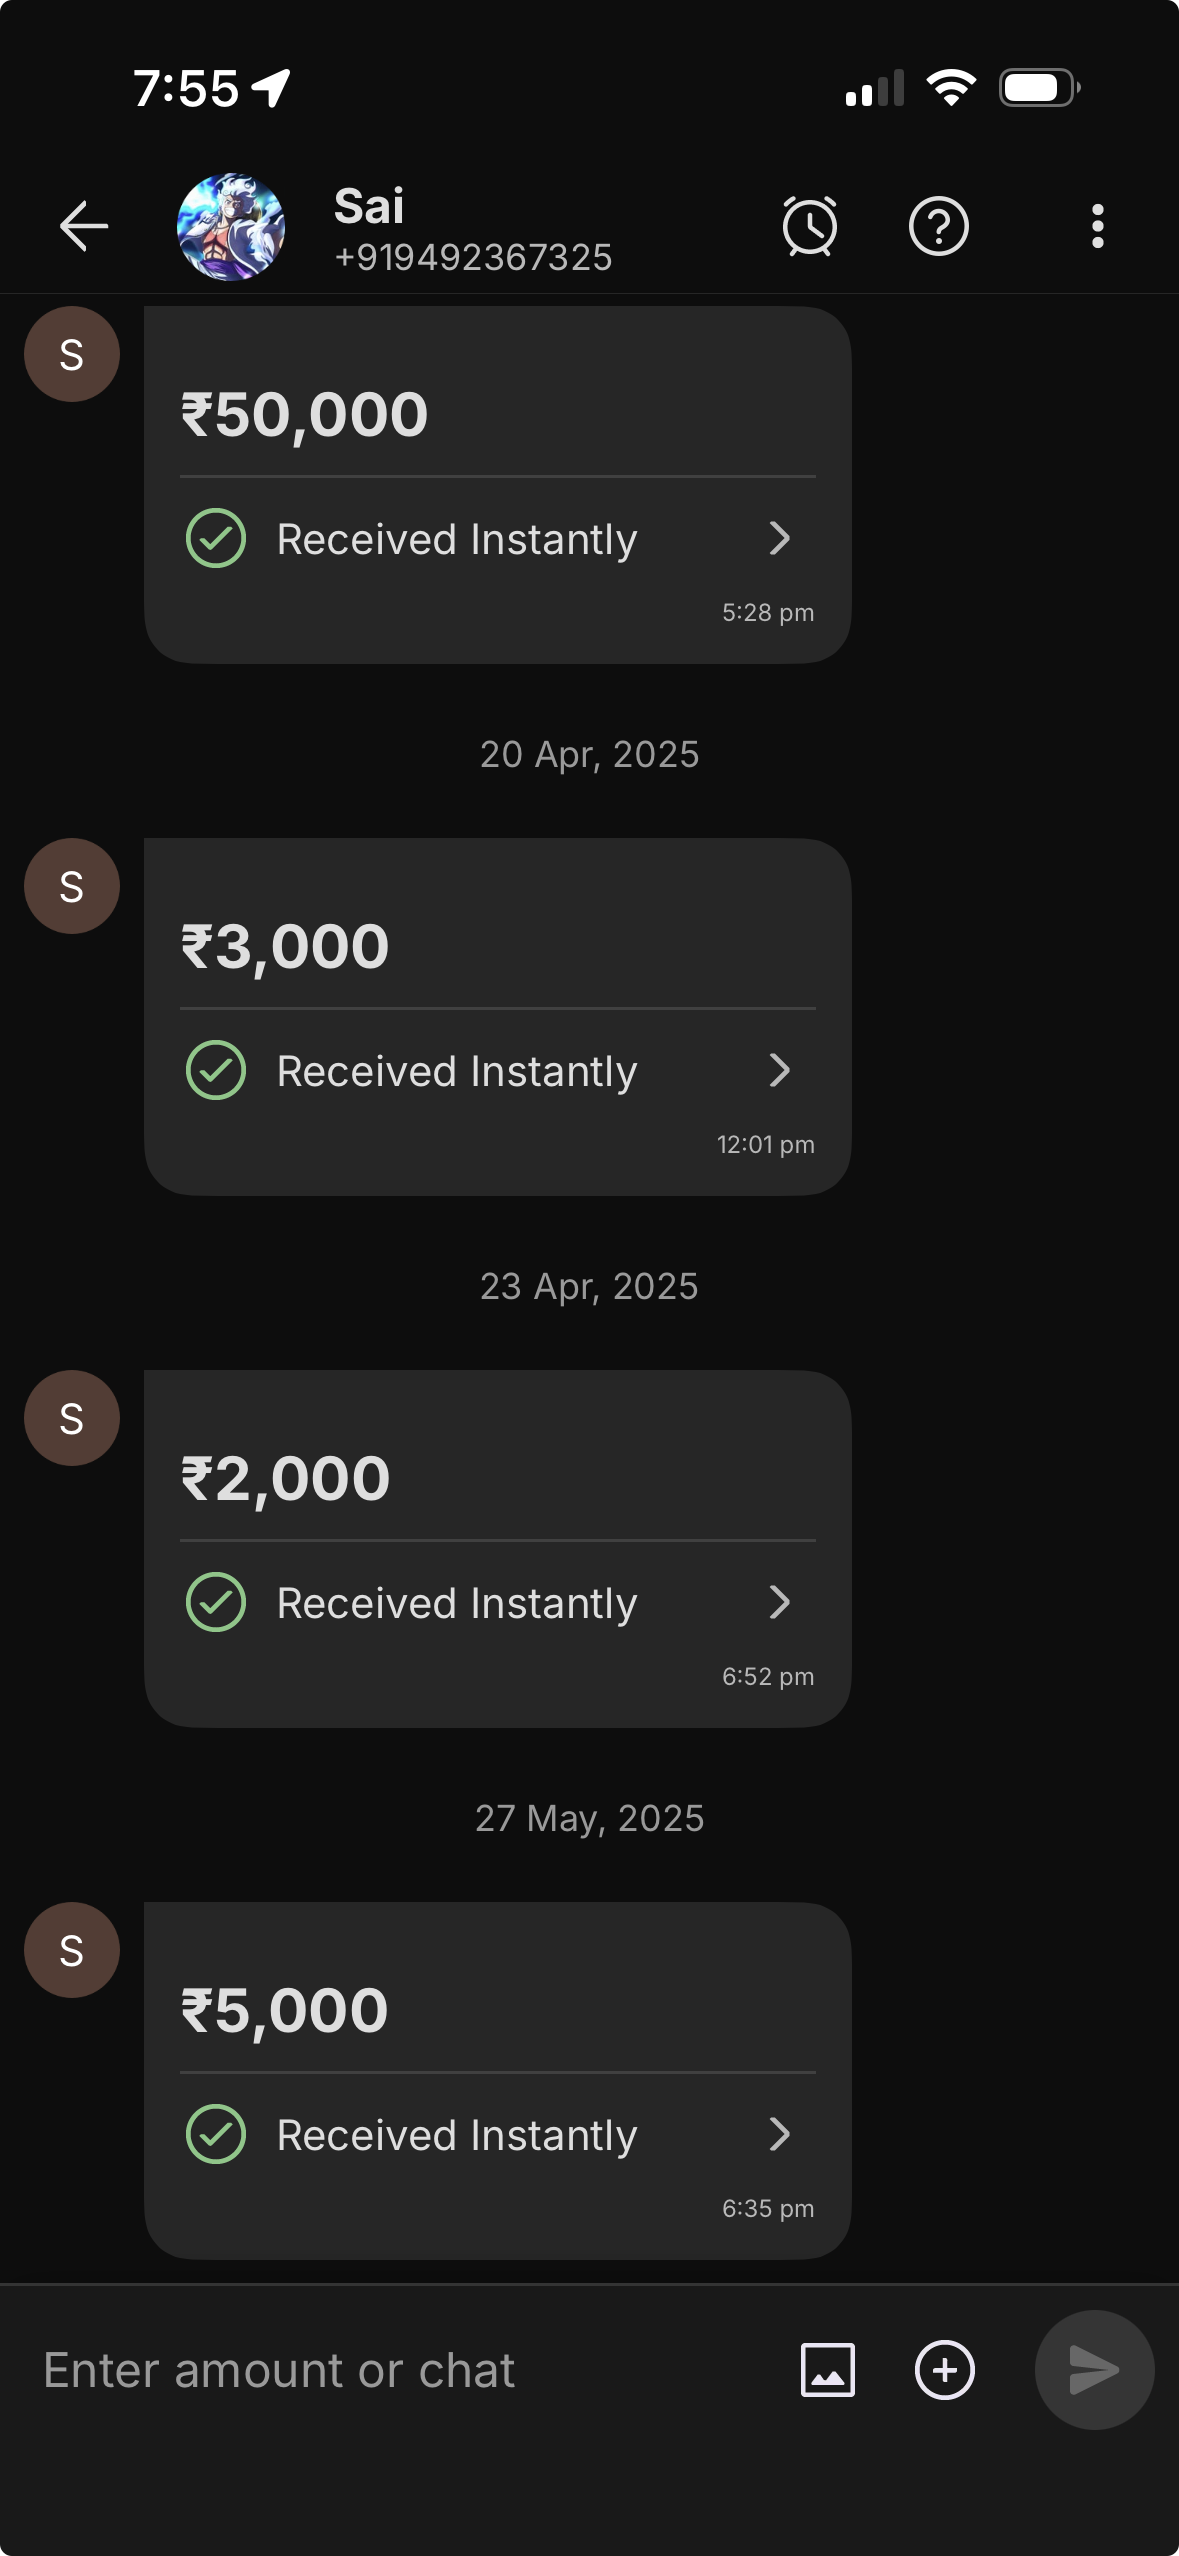 7:55
Sai
+919492367325
S
₹50,000
Received Instantly
5:28 pm
20 Apr, 2025
S
₹3,000
Received Instantly
12:01 pm
23 Apr, 2025
S
₹2,000
Received Instantly
6:52 pm
27 May, 2025
S
₹5,000
Received Instantly
6:35 pm
Enter amount or chat